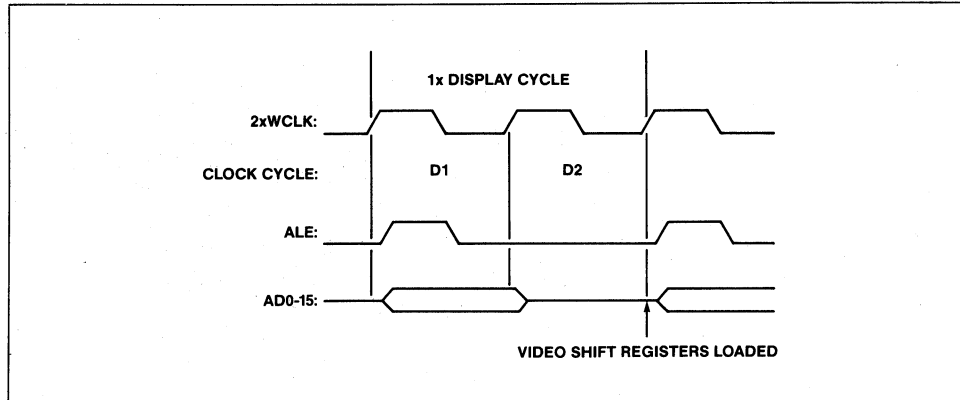 1x DISPLAY CYCLE
2xWCLK:
CLOCK CYCLE: D1 D2
ALE:
AD0-15:
VIDEO SHIFT REGISTERS LOADED